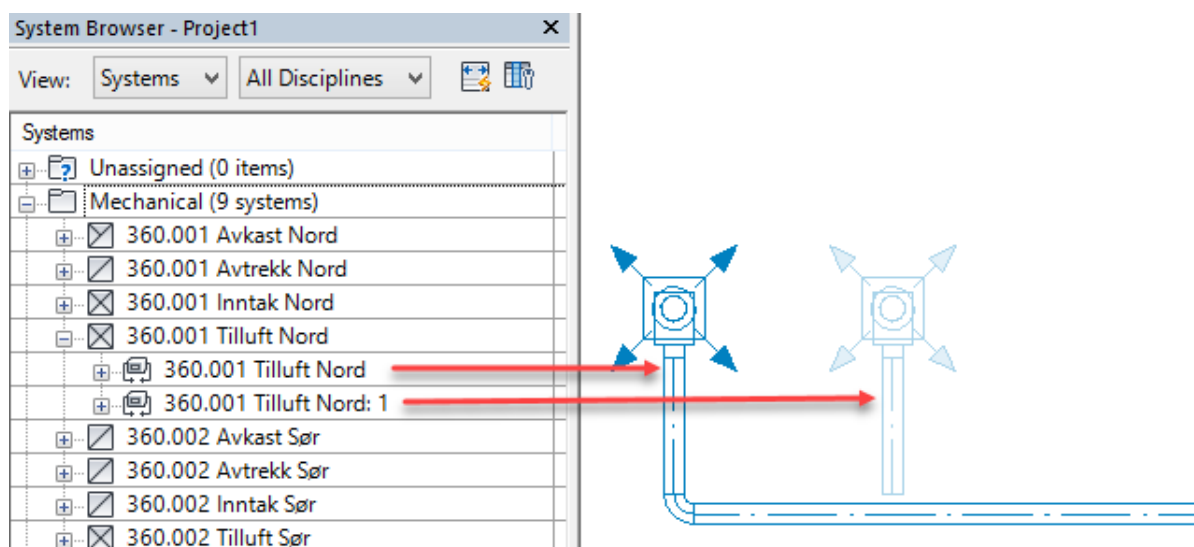 System Browser - Project1
View: Systems All Disciplines
Systems
Unassigned (0 items)
Mechanical (9 systems)
360.001 Avkast Nord
360.001 Avtrekk Nord
360.001 Inntak Nord
360.001 Tilluft Nord
360.001 Tilluft Nord
360.001 Tilluft Nord: 1
360.002 Avkast Sør
360.002 Avtrekk Sør
360.002 Inntak Sør
360.002 Tilluft Sør